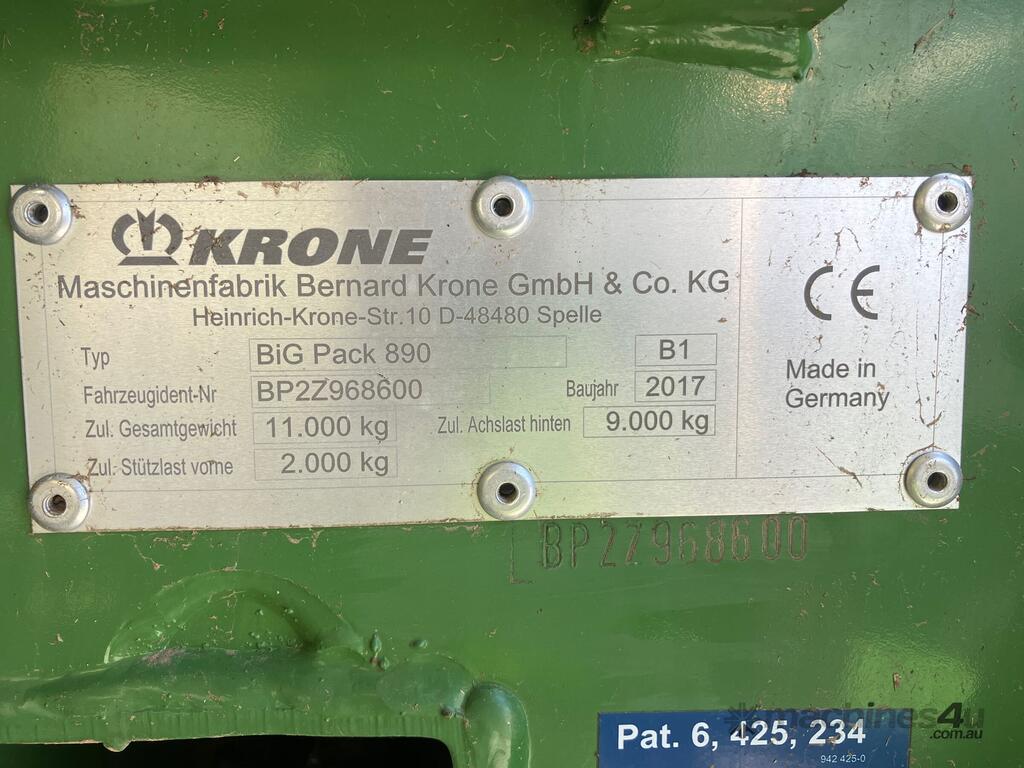 KRONE
Maschinenfabrik Bernard Krone GmbH & Co. KG
Heinrich-Krone-Str.10 D-48480 Spelle
Typ BiG Pack 890 B1
Fahrzeugident-Nr BP2Z968600 Baujahr 2017
Zul. Gesamtgewicht 11.000 kg Zul. Achslast hinten 9.000 kg
Zul. Stützlast vorne 2.000 kg
CE
Made in
Germany
BP2Z968600
Pat. 6, 425, 234
942 425-0
machines4u
.com.au